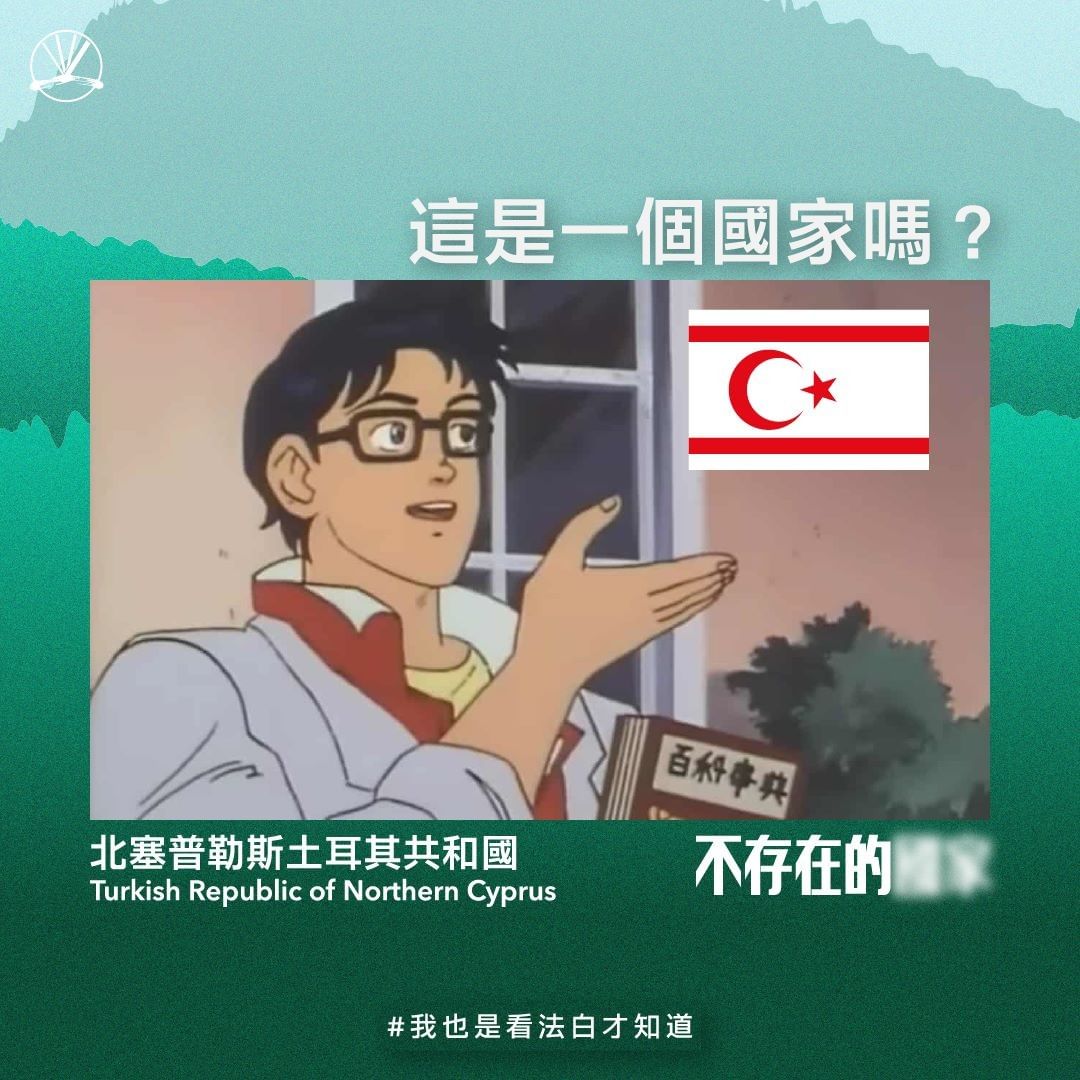 這是一個國家嗎？
百科事典
北塞普勒斯土耳其共和國
Turkish Republic of Northern Cyprus
不存在的國家
#我也是看法白才知道